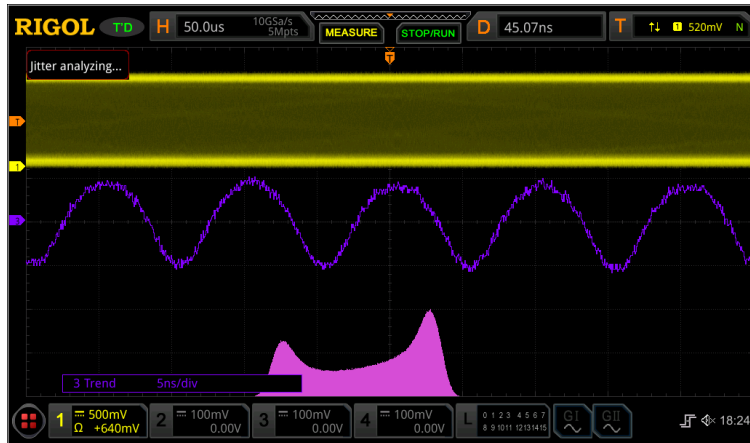 RIGOL T'D H 50.0us 10GSa/s 5Mpts MEASURE STOP/RUN D 45.07ns T 1 520mV N
Jitter analyzing...
T
T
1
3
3 Trend 5ns/div
1 500mV Ω +640mV 2 100mV 0.00V 3 100mV 0.00V 4 100mV 0.00V L 0 1 2 3 4 5 6 7 8 9 10 11 12 13 14 15 GI GII 18:24